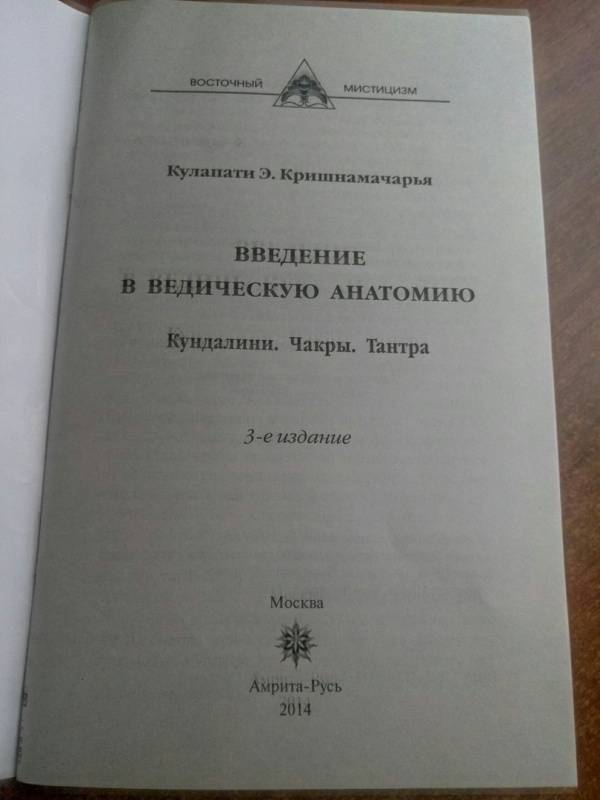 ВОСТОЧНЫЙ МИСТИЦИЗМ
Кулапати Э. Кришнамачарья
ВВЕДЕНИЕ
В ВЕДИЧЕСКУЮ АНАТОМИЮ
Кундалини. Чакры. Тантра
3-е издание
Москва
Амрита-Русь
2014